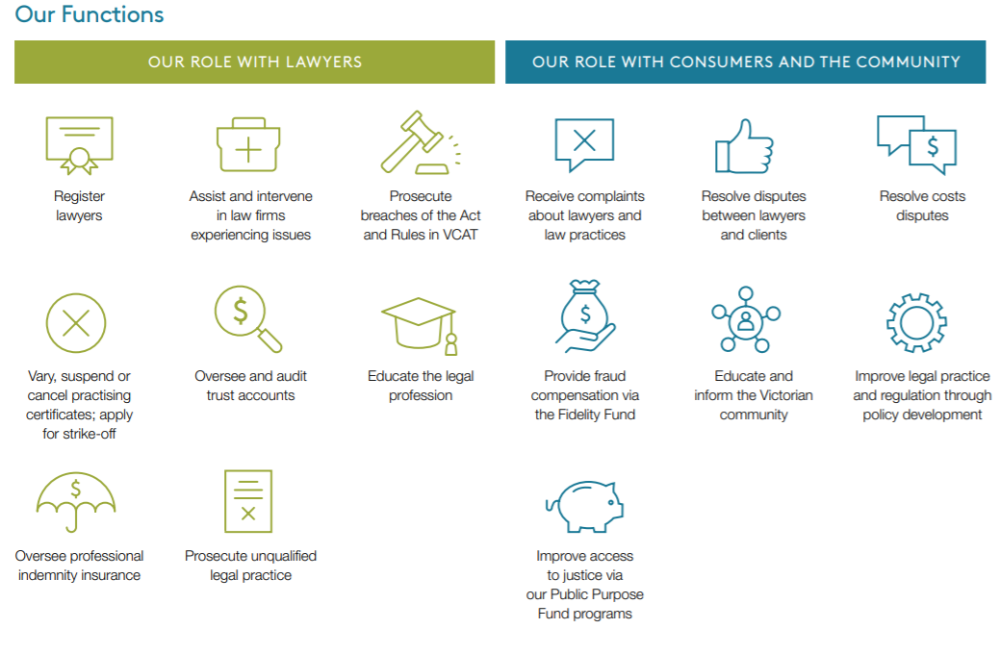 Our Functions
OUR ROLE WITH LAWYERS
Register
lawyers
Assist and intervene
in law firms
experiencing issues
Prosecute
breaches of the Act
and Rules in VCAT
Vary, suspend or
cancel practising
certificates; apply
for strike-off
$
Oversee and audit
trust accounts
Educate the legal
profession
$
Oversee professional
indemnity insurance
Prosecute unqualified
legal practice
OUR ROLE WITH CONSUMERS AND THE COMMUNITY
Receive complaints
about lawyers and
law practices
Resolve disputes
between lawyers
and clients
$
Resolve costs
disputes
$
Provide fraud
compensation via
the Fidelity Fund
Educate and
inform the Victorian
community
Improve legal practice
and regulation through
policy development
Improve access
to justice via
our Public Purpose
Fund programs